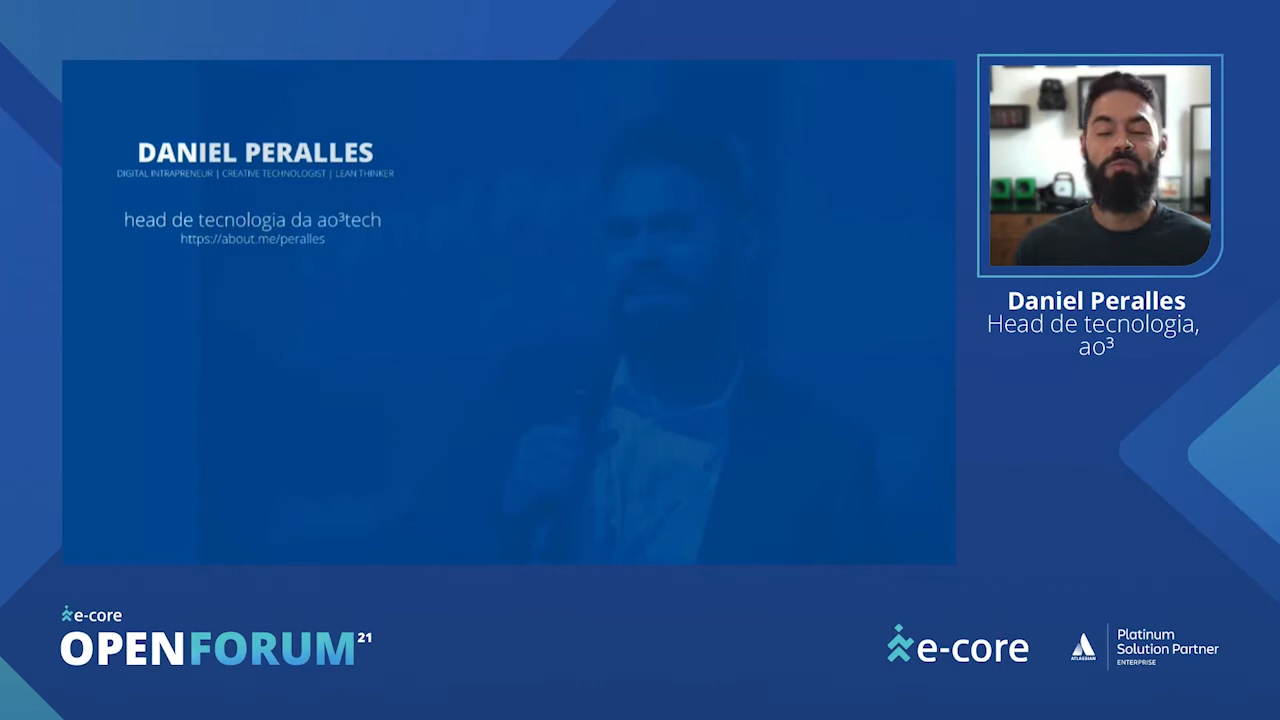 DANIEL PERALLES
DIGITAL INTRAPRENEUR | CREATIVE TECHNOLOGIST | LEAN THINKER
head de tecnologia da ao³tech
https://about.me/peralles
Daniel Peralles
Head de tecnologia,
ao³
e-core
OPENFORUM²¹
e-core
ATLASSIAN
Platinum
Solution Partner
ENTERPRISE